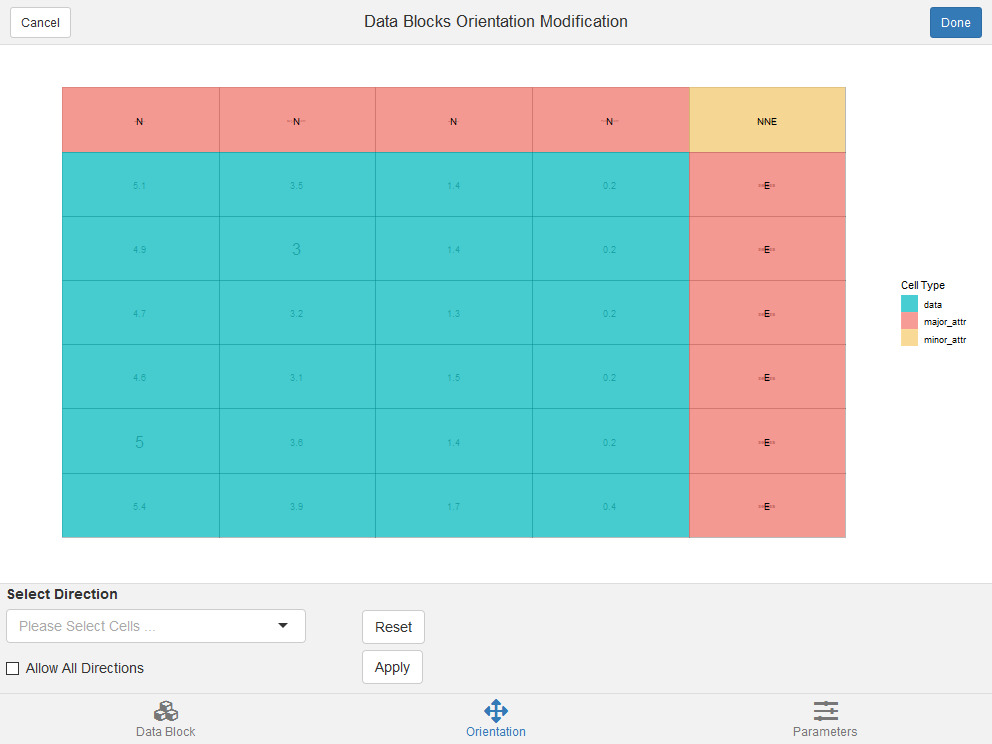 Cancel Data Blocks Orientation Modification Done
N N N N NNE
5.1 3.5 1.4 0.2 E
4.9 3 1.4 0.2 E
4.7 3.2 1.3 0.2 E
4.6 3.1 1.5 0.2 E
5 3.6 1.4 0.2 E
5.4 3.9 1.7 0.4 E
Cell Type
data
major_attr
minor_attr
Select Direction
Please Select Cells ...
Reset
Allow All Directions
Apply
Data Block Orientation Parameters